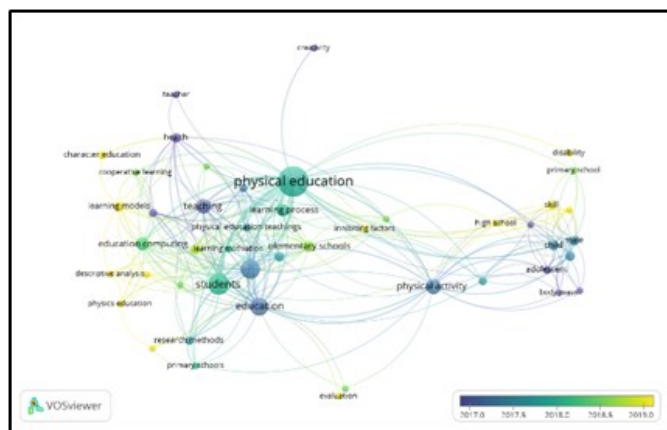 creativity
teacher
health
character education
disability
cooperative learning
primary school
physical education
learning models
teaching
learning process
skill
high school
physical education teachings
inhibiting factors
education computing
learning motivation
elementary schools
male
child
descriptive analysis
students
physical activity
adolescent
physics education
education
body mass
research methods
primary schools
evaluation
VOSviewer
2017.0 2017.5 2018.0 2018.5 2019.0